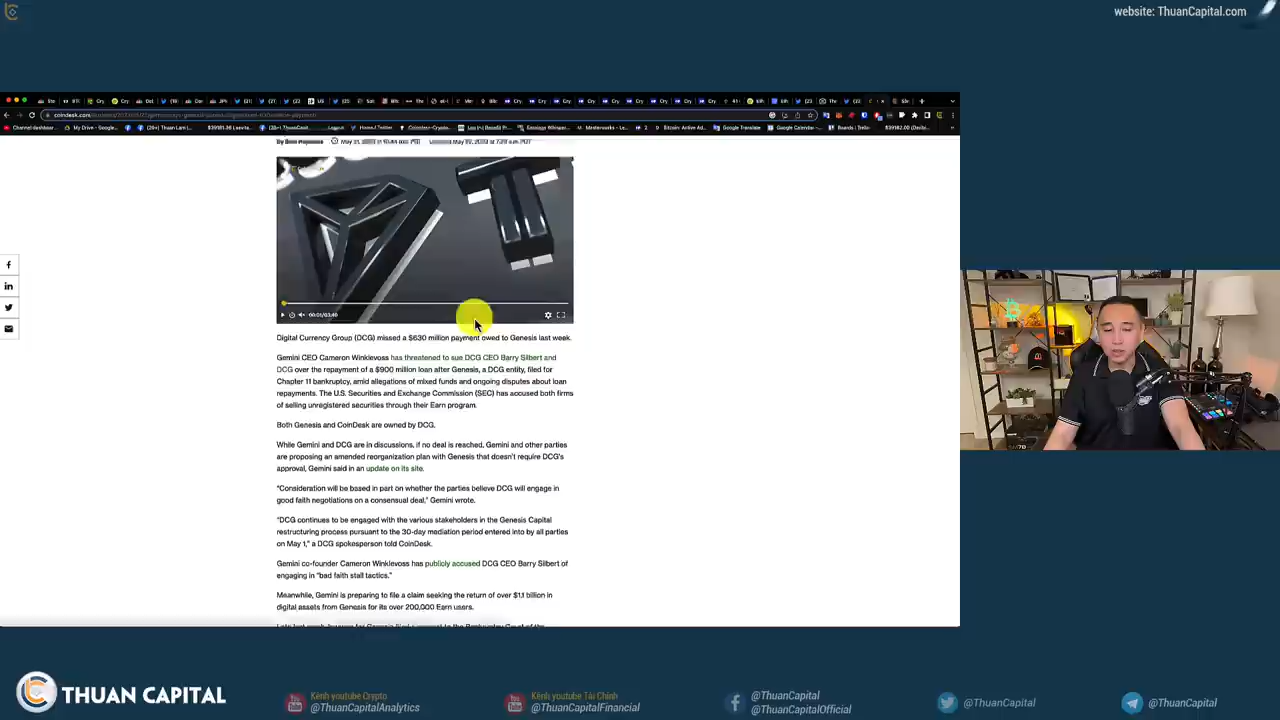 website: ThuanCapital.com
00:01/03:40
Digital Currency Group (DCG) missed a $630 million payment owed to Genesis last week.
Gemini CEO Cameron Winklevoss has threatened to sue DCG CEO Barry Silbert and
DCG over the repayment of a $900 million loan after Genesis, a DCG entity, filed for
Chapter 11 bankruptcy, amid allegations of mixed funds and ongoing disputes about loan
repayments. The U.S. Securities and Exchange Commission (SEC) has accused both firms
of selling unregistered securities through their Earn program.
Both Genesis and CoinDesk are owned by DCG.
While Gemini and DCG are in discussions, if no deal is reached, Gemini and other parties
are proposing an amended reorganization plan with Genesis that doesn't require DCG's
approval, Gemini said in an update on its site.
“Consideration will be based in part on whether the parties believe DCG will engage in
good faith negotiations on a consensual deal,” Gemini wrote.
“DCG continues to be engaged with the various stakeholders in the Genesis Capital
restructuring process pursuant to the 30-day mediation period entered into by all parties
on May 1,” a DCG spokesperson told CoinDesk.
Gemini co-founder Cameron Winklevoss has publicly accused DCG CEO Barry Silbert of
engaging in “bad faith stall tactics.”
Meanwhile, Gemini is preparing to file a claim seeking the return of over $1.1 billion in
digital assets from Genesis for its over 200,000 Earn users.
THUAN CAPITAL
Kênh youtube Crypto
@ThuanCapitalAnalytics
Kênh youtube Tài Chính
@ThuanCapitalFinancial
@ThuanCapital
@ThuanCapitalOfficial
@ThuanCapital
@ThuanCapital